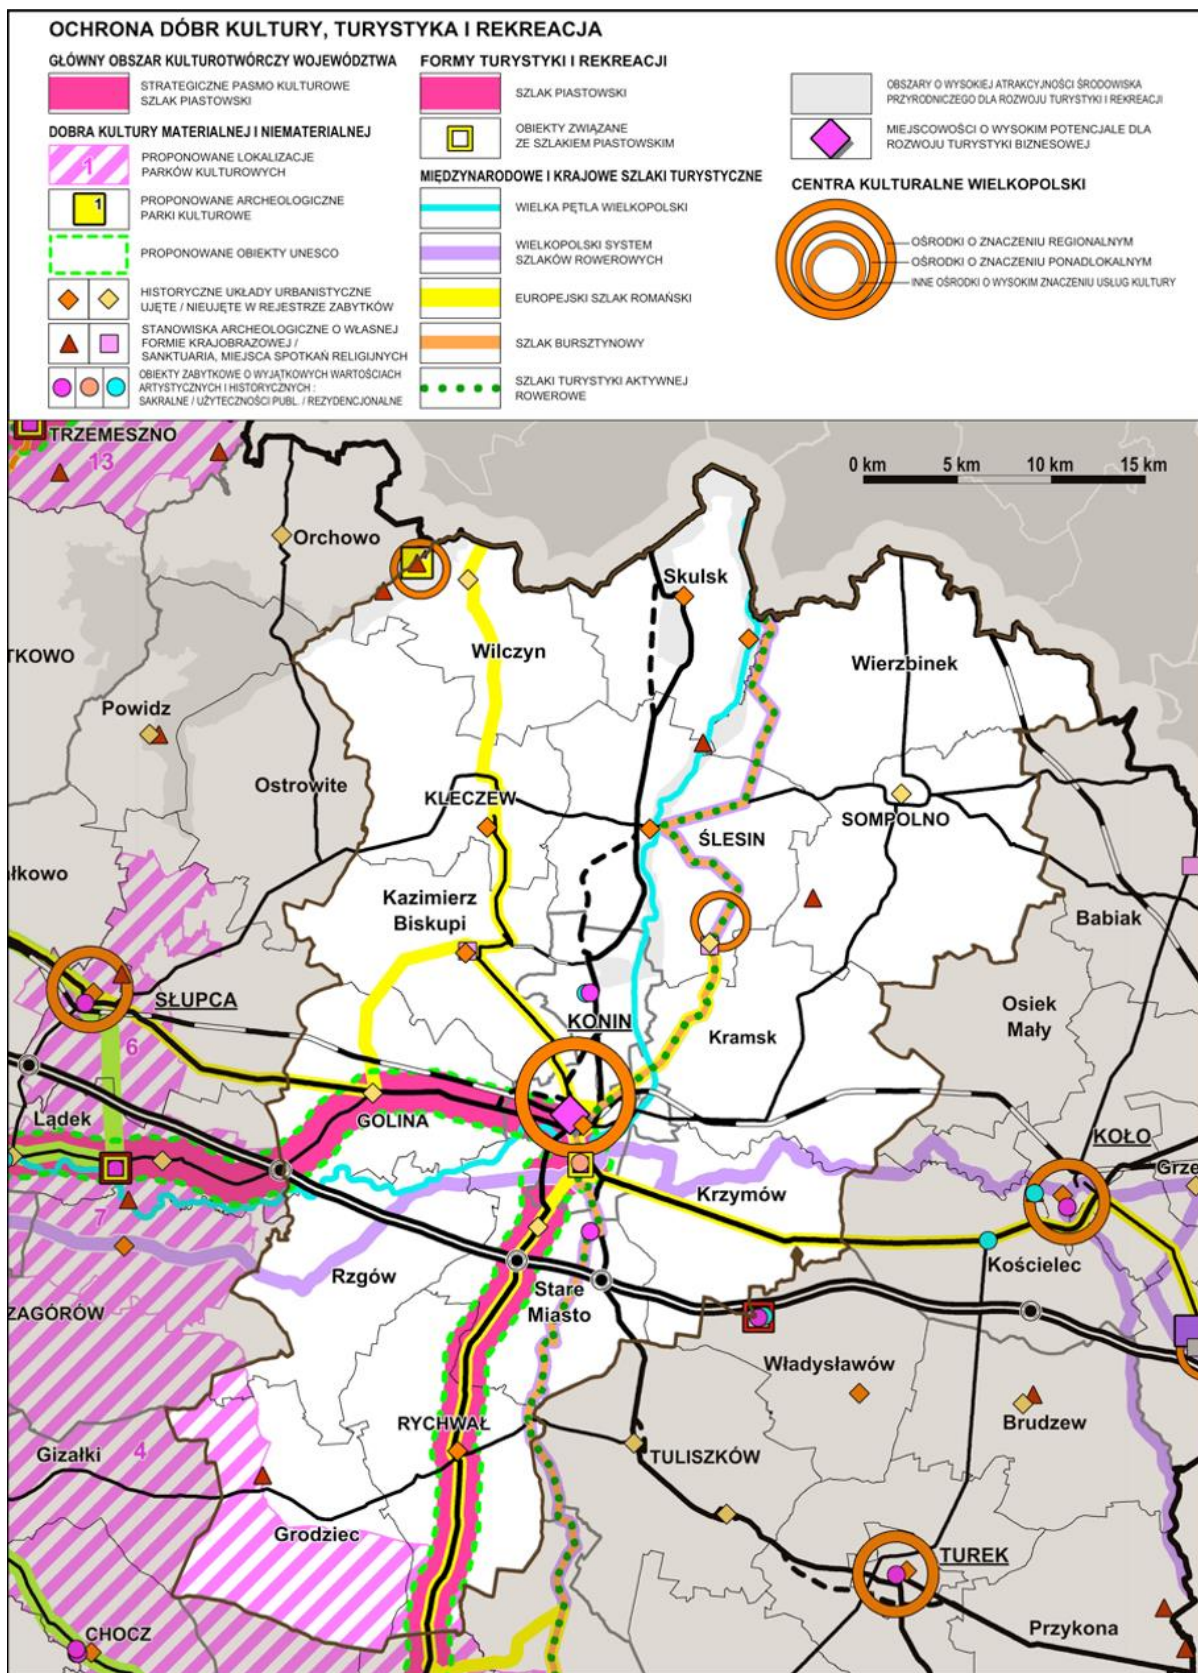 OCHRONA DÓBR KULTURY, TURYSTYKA I REKREACJA
GŁÓWNY OBSZAR KULTUROTWÓRCZY WOJEWÓDZTWA
STRATEGICZNE PASMO KULTUROWE
SZLAK PIASTOWSKI
DOBRA KULTURY MATERIALNEJ I NIEMATERIALNEJ
1
PROPONOWANE LOKALIZACJE
PARKÓW KULTUROWYCH
1
PROPONOWANE ARCHEOLOGICZNE
PARKI KULTUROWE
PROPONOWANE OBIEKTY UNESCO
HISTORYCZNE UKŁADY URBANISTYCZNE
UJĘTE / NIEUJĘTE W REJESTRZE ZABYTKÓW
STANOWISKA ARCHEOLOGICZNE O WŁASNEJ
FORMIE KRAJOBRAZOWEJ /
SANKTUARIA, MIEJSCA SPOTKAŃ RELIGIJNYCH
OBIEKTY ZABYTKOWE O WYJĄTKOWYCH WARTOŚCIACH
ARTYSTYCZNYCH I HISTORYCZNYCH :
SAKRALNE / UŻYTECZNOŚCI PUBL. / REZYDENCJONALNE
FORMY TURYSTYKI I REKREACJI
SZLAK PIASTOWSKI
OBIEKTY ZWIĄZANE
ZE SZLAKIEM PIASTOWSKIM
MIĘDZYNARODOWE I KRAJOWE SZLAKI TURYSTYCZNE
WIELKA PĘTLA WIELKOPOLSKI
WIELKOPOLSKI SYSTEM
SZLAKÓW ROWEROWYCH
EUROPEJSKI SZLAK ROMAŃSKI
SZLAK BURSZTYNOWY
SZLAKI TURYSTYKI AKTYWNEJ
ROWEROWE
OBSZARY O WYSOKIEJ ATRAKCYJNOŚCI ŚRODOWISKA
PRZYRODNICZEGO DLA ROZWOJU TURYSTYKI I REKREACJI
MIEJSCOWOŚCI O WYSOKIM POTENCJALE DLA
ROZWOJU TURYSTYKI BIZNESOWEJ
CENTRA KULTURALNE WIELKOPOLSKI
OŚRODKI O ZNACZENIU REGIONALNYM
OŚRODKI O ZNACZENIU PONADLOKALNYM
INNE OŚRODKI O WYSOKIM ZNACZENIU USŁUG KULTURY
TRZEMESZNO
13
0 km 5 km 10 km 15 km
Orchowo
Skulsk
TKOWO
Wilczyn
Wierzbinek
Powidz
Ostrowite
KLECZEW
SOMPOLNO
ŚLESIN
ałkowo
Kazimierz
Biskupi
Babiak
SŁUPCA
Osiek
Mały
KONIN
Kramsk
6
Lądek
GOLINA
KOŁO
Grze
Krzymów
7
Rzgów
Kościelec
Stare
Miasto
ZAGÓRÓW
Władysławów
RYCHWAŁ
Brudzew
4
Gizałki
TULISZKÓW
Grodziec
TUREK
CHOCZ
Przykona